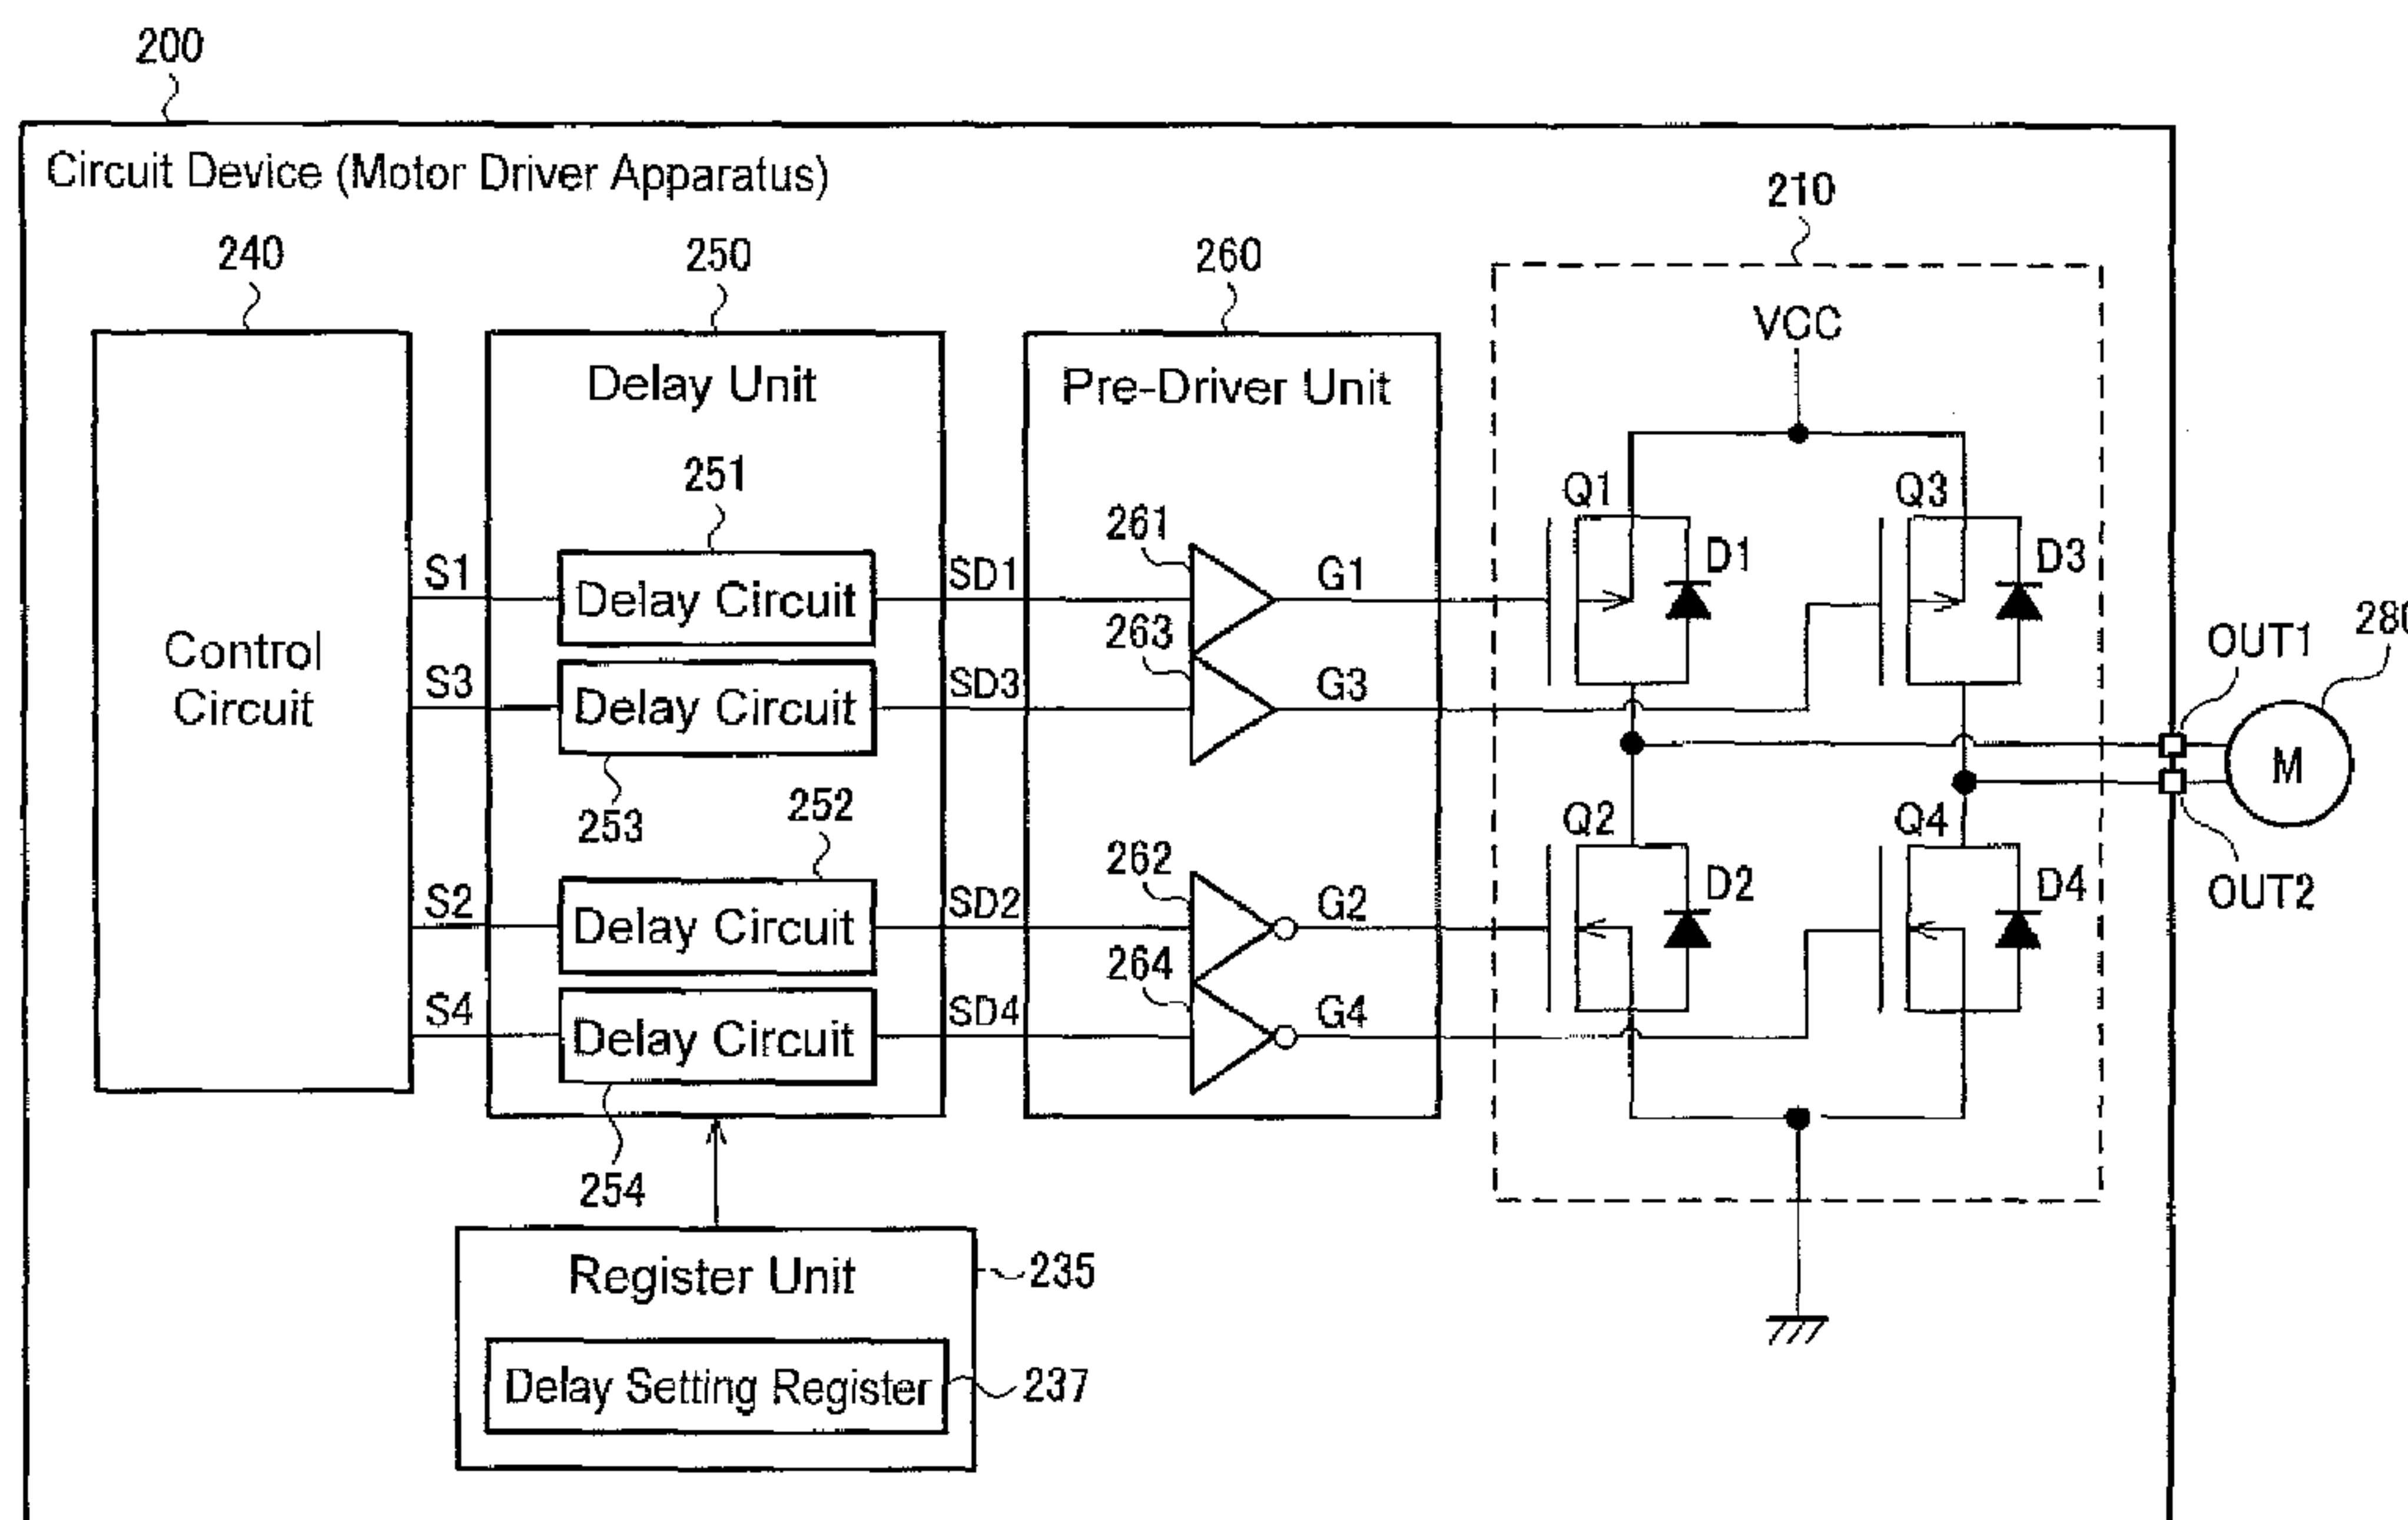 200
Circuit Device (Motor Driver Apparatus)
210
240
250
260
VCC
Delay Unit
Pre-Driver Unit
251
Q1
Q3
261
S1
Delay Circuit
SD1
G1
D1
D3
Control
Circuit
263
OUT1
280
S3
Delay Circuit
SD3
G3
M
253
252
Q2
Q4
262
S2
Delay Circuit
SD2
G2
D2
D4
OUT2
264
S4
Delay Circuit
SD4
G4
254
Register Unit
235
Delay Setting Register
237